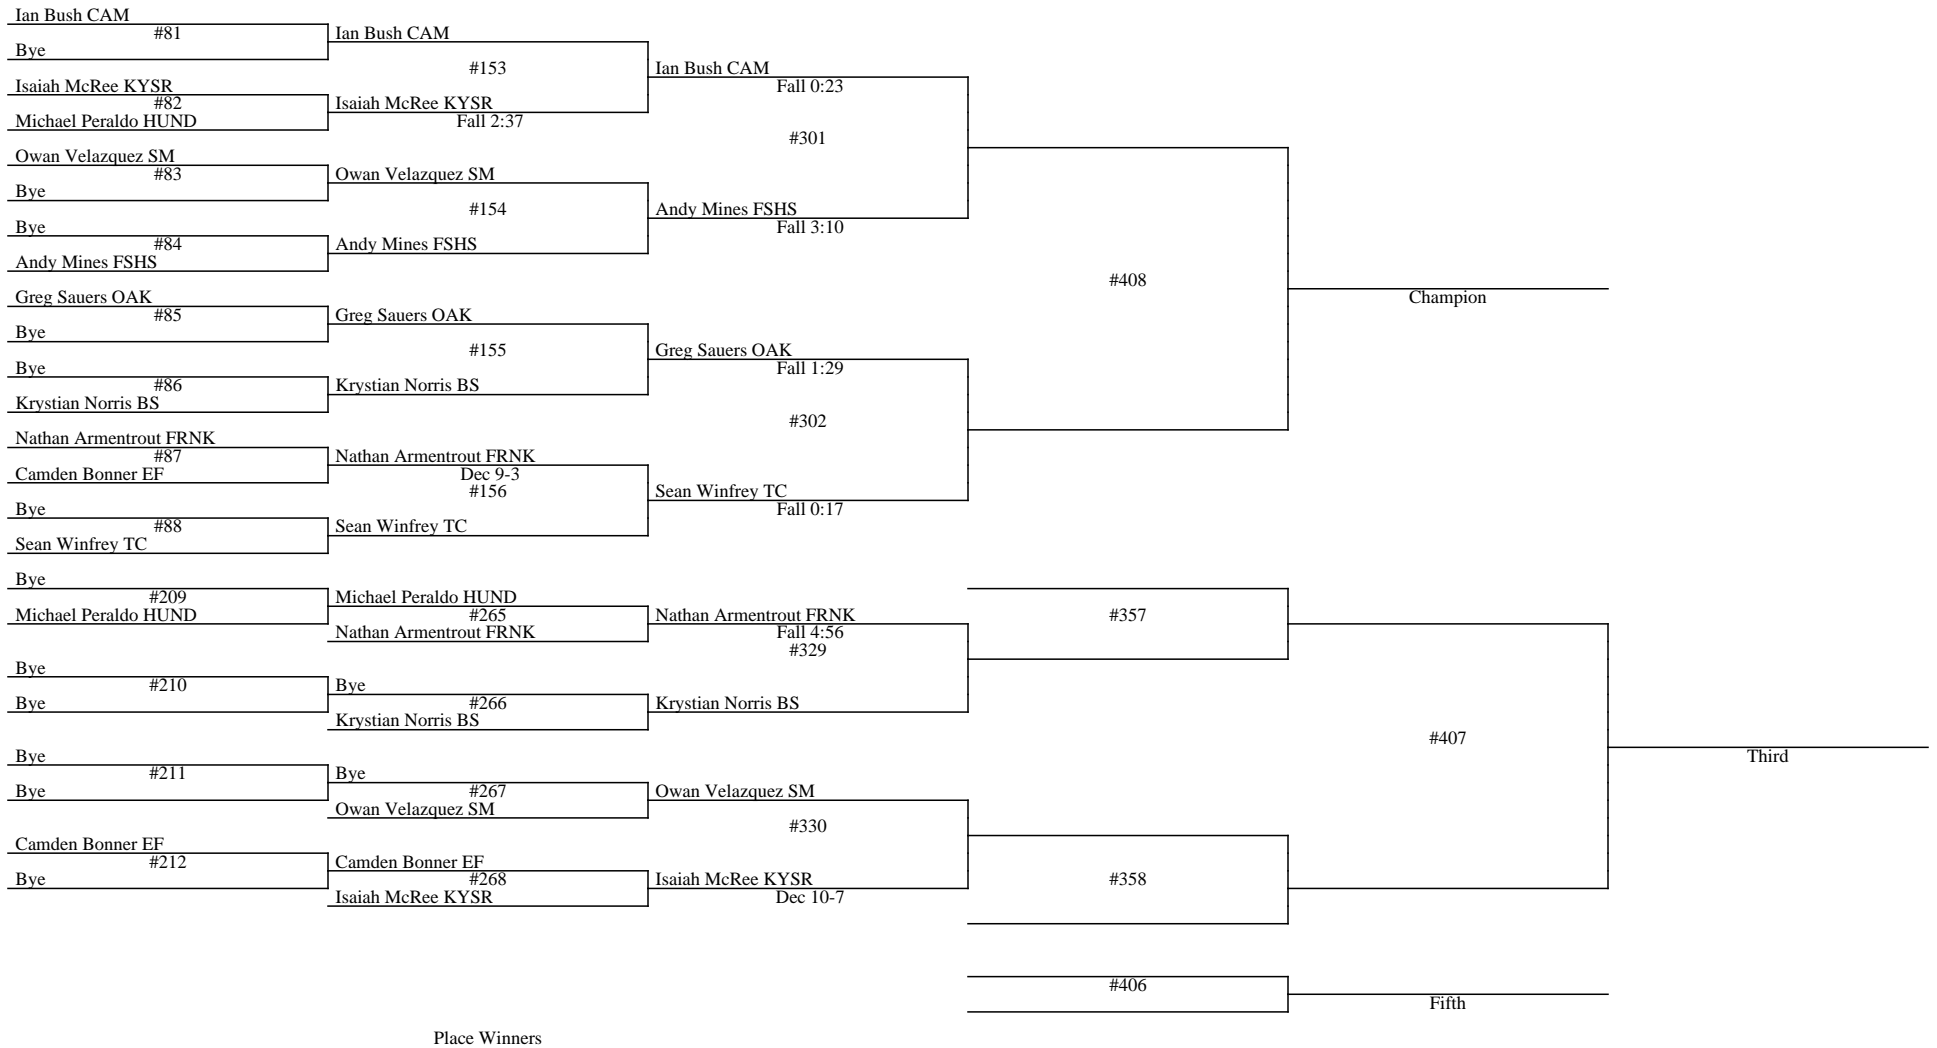 Ian Bush CAM
#81
Bye
Ian Bush CAM
#153
Isaiah McRee KYSR
#82
Michael Peraldo HUND
Isaiah McRee KYSR
Fall 2:37
Ian Bush CAM
Fall 0:23
#301
Owan Velazquez SM
#83
Bye
Owan Velazquez SM
#154
Bye
#84
Andy Mines FSHS
Andy Mines FSHS
Andy Mines FSHS
Fall 3:10
#408
Champion
Greg Sauers OAK
#85
Bye
Greg Sauers OAK
#155
Bye
#86
Krystian Norris BS
Krystian Norris BS
Greg Sauers OAK
Fall 1:29
#302
Nathan Armentrout FRNK
#87
Camden Bonner EF
Nathan Armentrout FRNK
Dec 9-3
#156
Bye
#88
Sean Winfrey TC
Sean Winfrey TC
Sean Winfrey TC
Fall 0:17
Bye
#209
Michael Peraldo HUND
Michael Peraldo HUND
#265
Nathan Armentrout FRNK
Nathan Armentrout FRNK
Fall 4:56
#329
#357
Bye
#210
Bye
Bye
#266
Krystian Norris BS
Krystian Norris BS
#407
Third
Bye
#211
Bye
Bye
#267
Owan Velazquez SM
Owan Velazquez SM
#330
Camden Bonner EF
#212
Bye
Camden Bonner EF
#268
Isaiah McRee KYSR
Isaiah McRee KYSR
Dec 10-7
#358
#406
Fifth
Place Winners